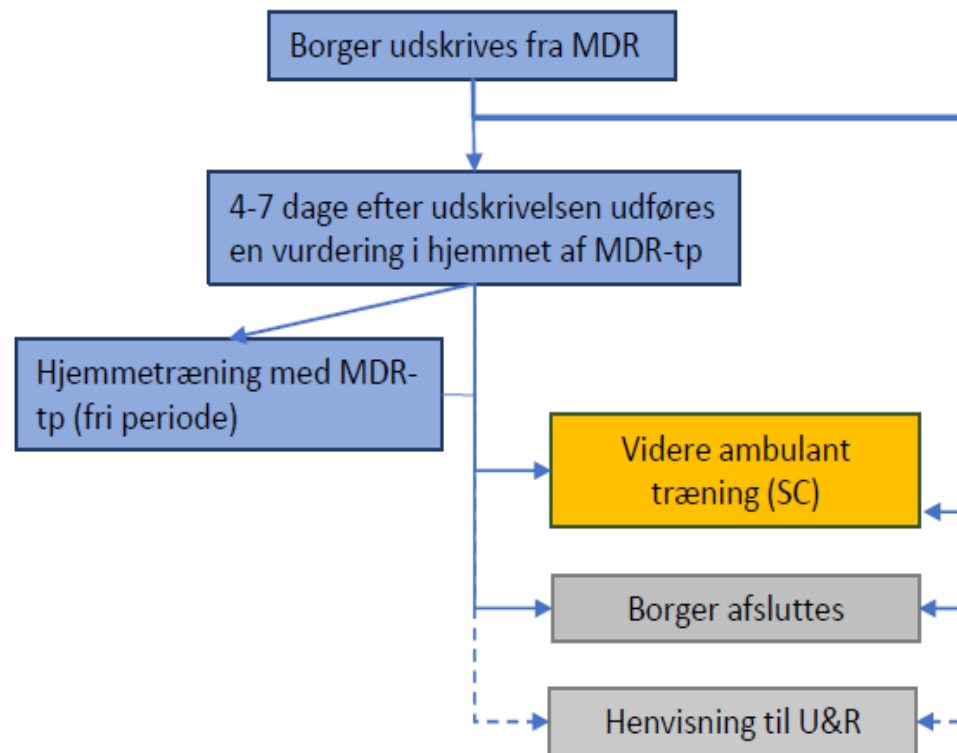 Borger udskrives fra MDR
4-7 dage efter udskrivelsen udføres
en vurdering i hjemmet af MDR-tp
Hjemmetræning med MDR-
tp (fri periode)
Videre ambulant
træning (SC)
Borger afsluttes
Henvisning til U&R